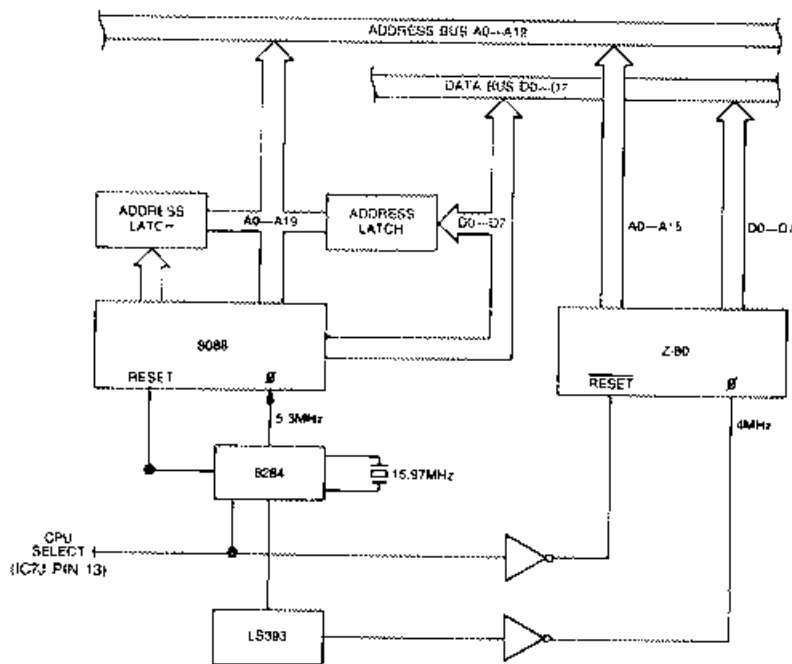 ADDRESS BUS A0—A19
DATA BUS D0—D7
ADDRESS
LATCH
A0—A19
ADDRESS
LATCH
D0—D7
A0—A15
D0—D7
8088
RESET
Ø
Z-80
RESET
Ø
5.3MHz
4MHz
8284
15.97MHz
CPU
SELECT
(IC7J PIN 13)
LS393